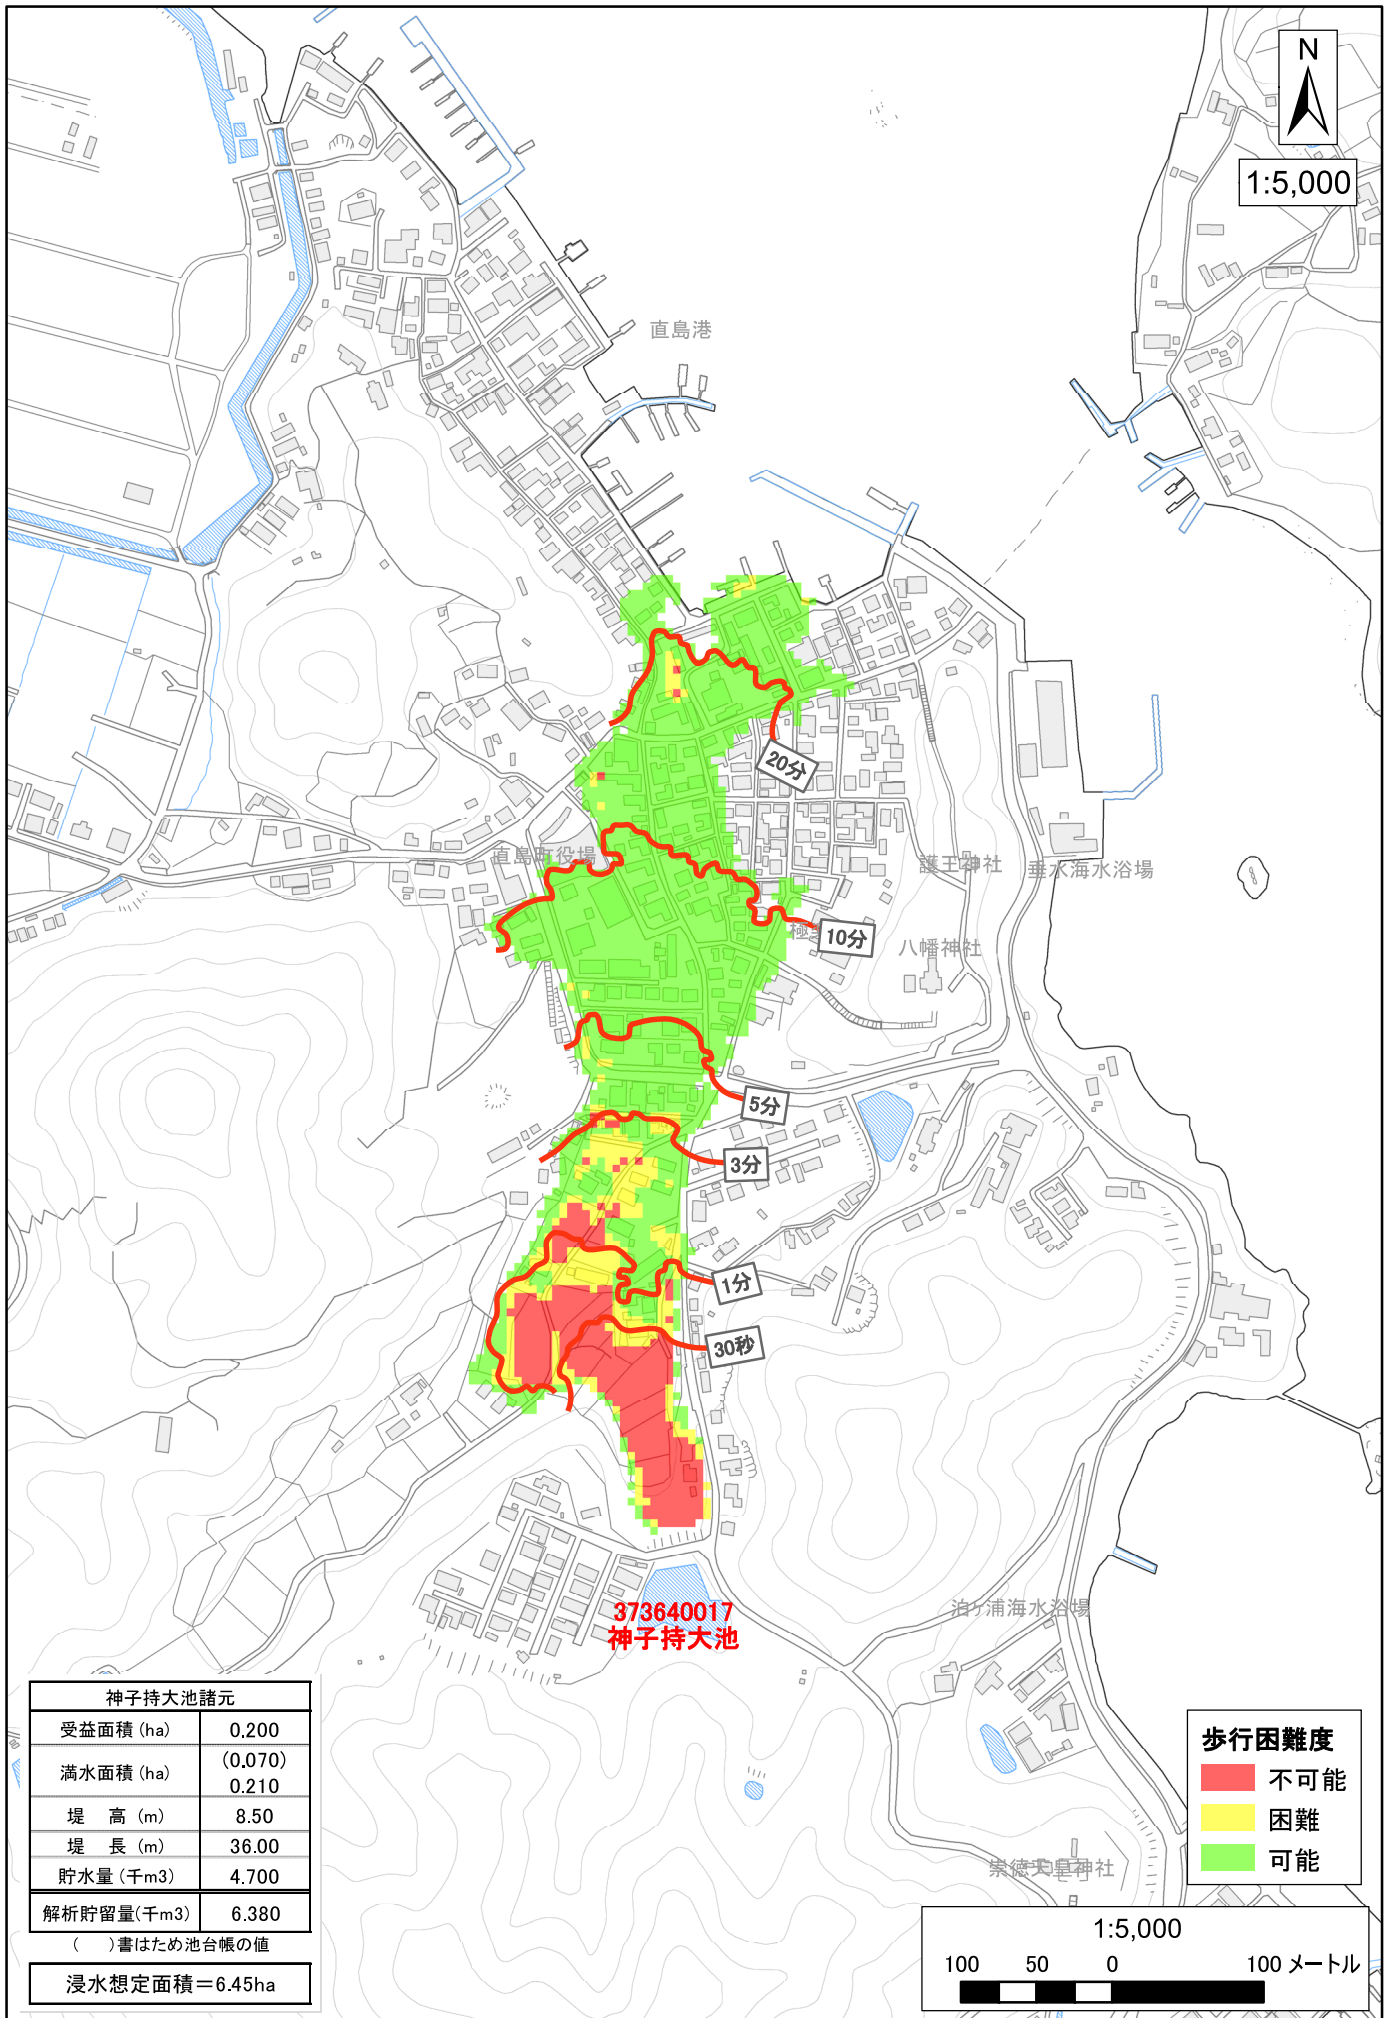 N
1:5,000
直島港
20分
直島町役場
護王神社
垂水海水浴場
極
10分
八幡神社
5分
3分
1分
30秒
373640017
神子持大池
泊ヶ浦海水浴場
神子持大池諸元
受益面積(ha) 0.200
満水面積(ha) (0.070)
0.210
堤 高 (m) 8.50
堤 長 (m) 36.00
貯水量(千m3) 4.700
解析貯留量(千m3) 6.380
( )書はため池台帳の値
浸水想定面積=6.45ha
歩行困難度
不可能
困難
可能
崇徳天皇神社
1:5,000
100 50 0 100 メートル